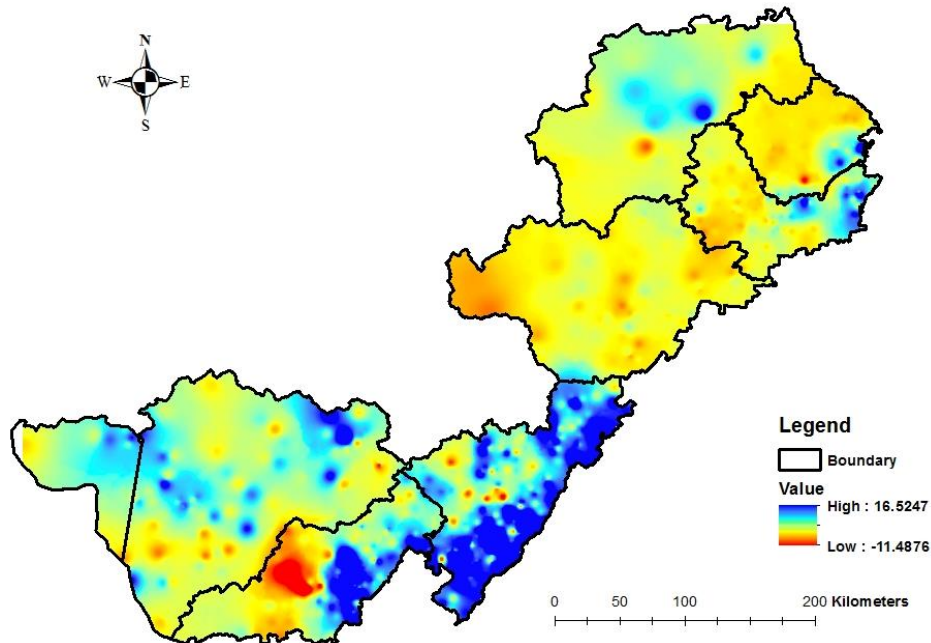 N
W E
S
Legend
Boundary
Value
High : 16.5247
Low : -11.4876
0 50 100 200 Kilometers